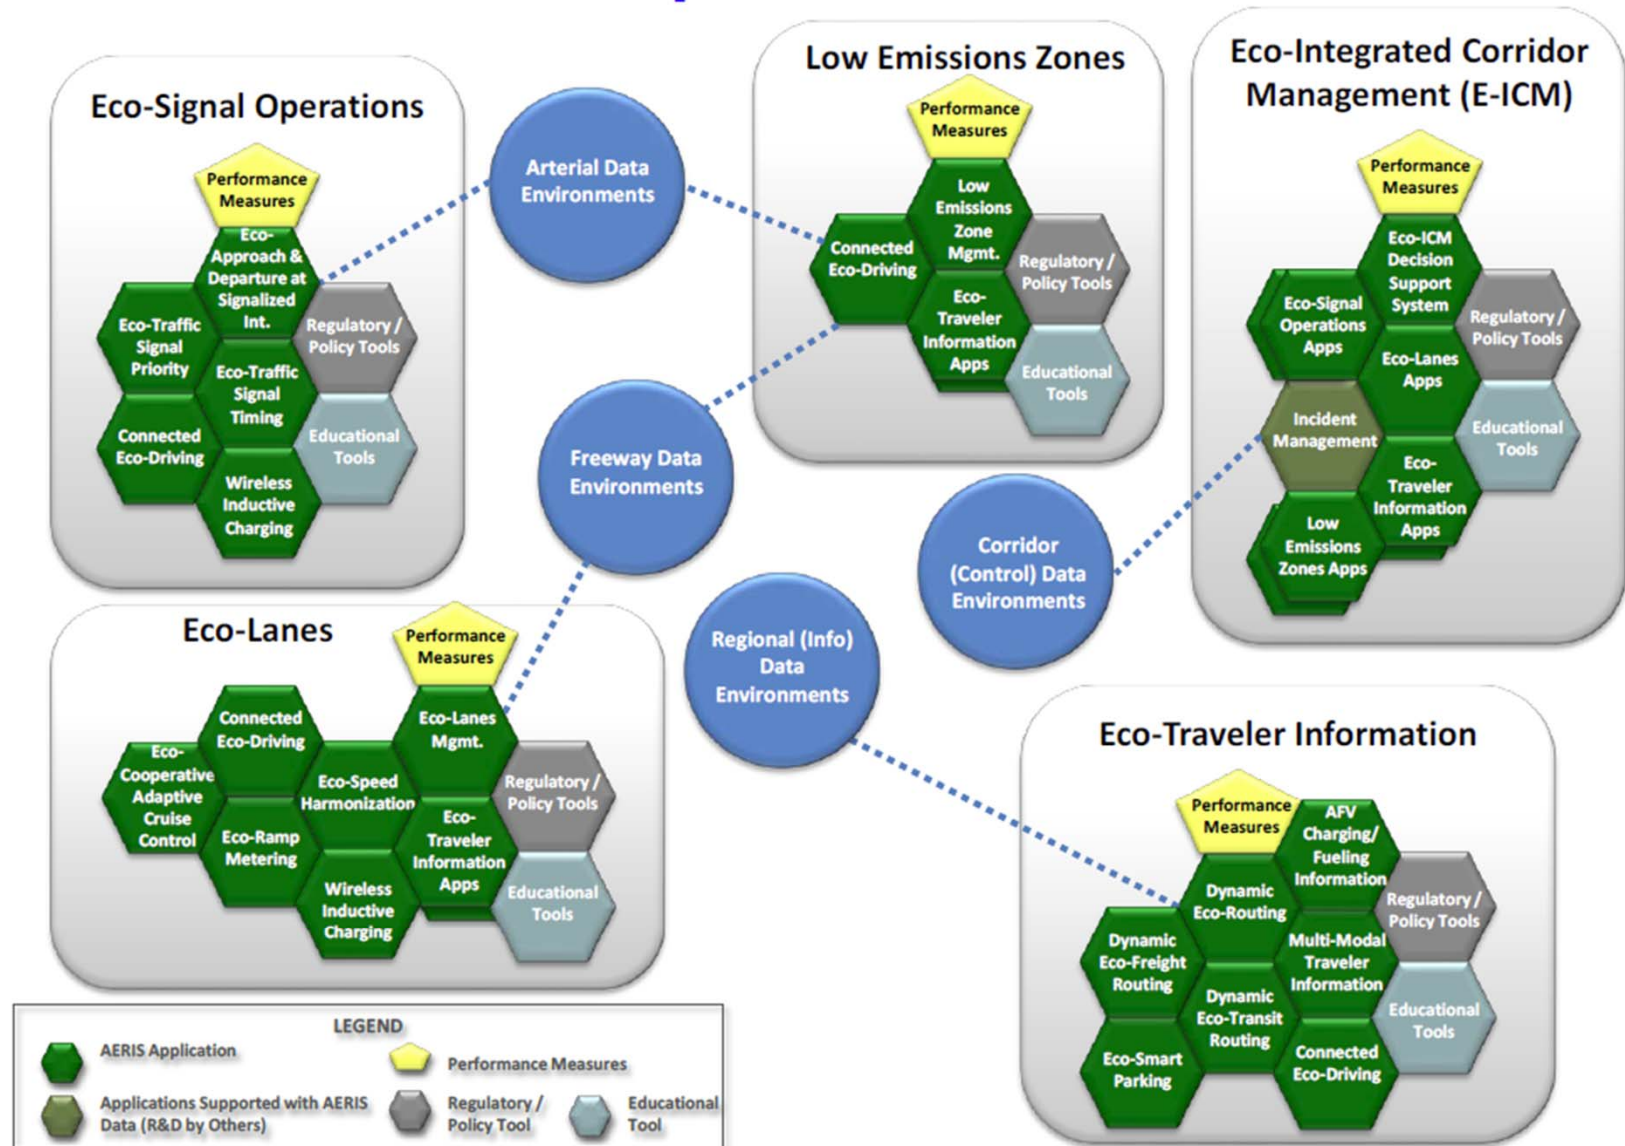 Eco-Signal Operations
Performance
Measures
Eco-
Approach &
Departure at
Signalized
Int.
Eco-Traffic
Signal
Priority
Regulatory /
Policy Tools
Eco-Traffic
Signal
Timing
Connected
Eco-Driving
Educational
Tools
Wireless
Inductive
Charging
Arterial Data
Environments
Low Emissions Zones
Performance
Measures
Low
Emissions
Zone
Mgmt.
Connected
Eco-Driving
Regulatory /
Policy Tools
Eco-
Traveler
Information
Apps
Educational
Tools
Eco-Integrated Corridor
Management (E-ICM)
Performance
Measures
Eco-ICM
Decision
Support
System
Eco-Signal
Operations
Apps
Regulatory /
Policy Tools
Eco-Lanes
Apps
Incident
Management
Educational
Tools
Eco-
Traveler
Information
Apps
Low
Emissions
Zones Apps
Freeway Data
Environments
Corridor
(Control) Data
Environments
Regional (Info)
Data
Environments
Eco-Lanes
Performance
Measures
Connected
Eco-Driving
Eco-Lanes
Mgmt.
Eco-
Cooperative
Adaptive
Cruise
Control
Eco-Speed
Harmonization
Regulatory /
Policy Tools
Eco-Ramp
Metering
Eco-
Traveler
Information
Apps
Wireless
Inductive
Charging
Educational
Tools
Eco-Traveler Information
Performance
Measures
AFV
Charging/
Fueling
Information
Dynamic
Eco-Routing
Regulatory /
Policy Tools
Dynamic
Eco-Freight
Routing
Multi-Modal
Traveler
Information
Dynamic
Eco-Transit
Routing
Educational
Tools
Eco-Smart
Parking
Connected
Eco-Driving
LEGEND
AERIS Application
Performance Measures
Applications Supported with AERIS
Data (R&D by Others)
Regulatory /
Policy Tool
Educational
Tool